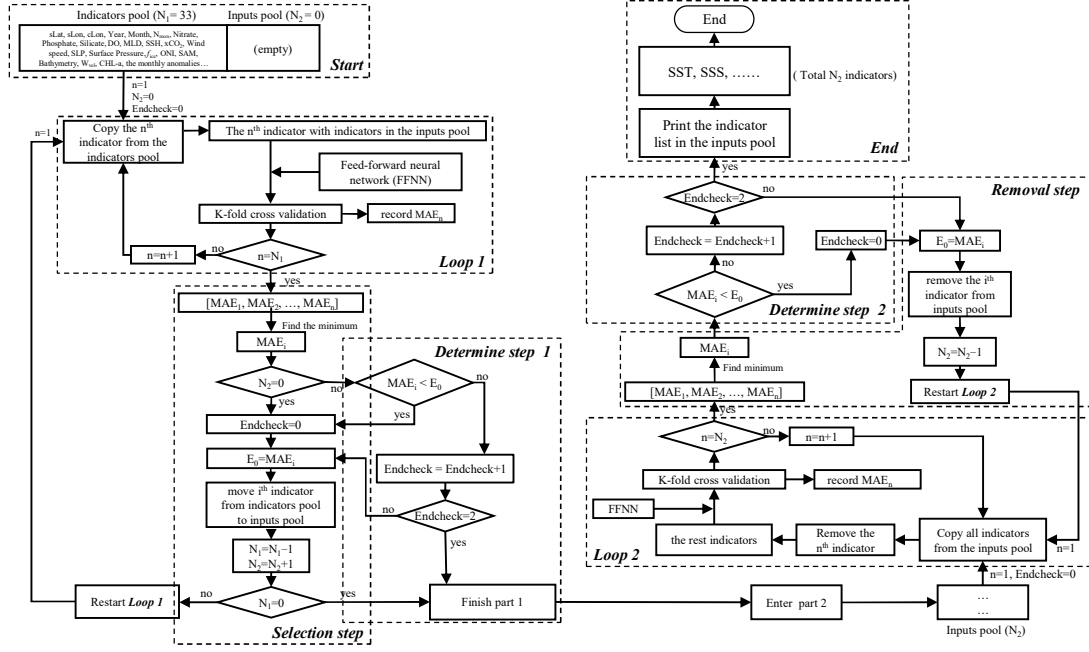 Indicators pool (N1= 33)
Inputs pool (N2= 0)
sLat, sLon, cLon, Year, Month, Nmon, Nitrate,
Phosphate, Silicate, DO, MLD, SSH, xCO2, Wind
speed, SLP, Surface Pressure, fice, ONI, SAM,
Bathymetry, Wvel, CHL-a, the monthly anomalies…
(empty)
Start
n=1
N2=0
Endcheck=0
n=1
Copy the nth
indicator from the
indicators pool
The nth indicator with indicators in the inputs pool
Feed-forward neural
network (FFNN)
K-fold cross validation
record MAEn
n=n+1
no
n=N1
Loop 1
yes
[MAE1, MAE2, …, MAEn]
Find the minimum
MAEi
N2=0
no
yes
Determine step 1
MAEi < E0
no
yes
Endcheck=0
E0=MAEi
Endcheck = Endcheck+1
move ith indicator
from indicators pool
to inputs pool
no
Endcheck=2
yes
N1=N1−1
N2=N2+1
Restart Loop 1
no
N1=0
yes
Selection step
Finish part 1
Enter part 2
…
…
Inputs pool (N2)
n=1, Endcheck=0
End
SST, SSS, ……
( Total N2 indicators)
Print the indicator
list in the inputs pool
End
yes
Endcheck=2
no
Removal step
Endcheck = Endcheck+1
Endcheck=0
E0=MAEi
no
MAEi < E0
yes
Determine step 2
remove the ith
indicator from
inputs pool
MAEi
N2=N2−1
Find minimum
[MAE1, MAE2, …, MAEn]
Restart Loop 2
yes
n=N2
no
n=n+1
K-fold cross validation
record MAEn
FFNN
the rest indicators
Remove the
nth indicator
Copy all indicators
from the inputs pool
n=1
Loop 2